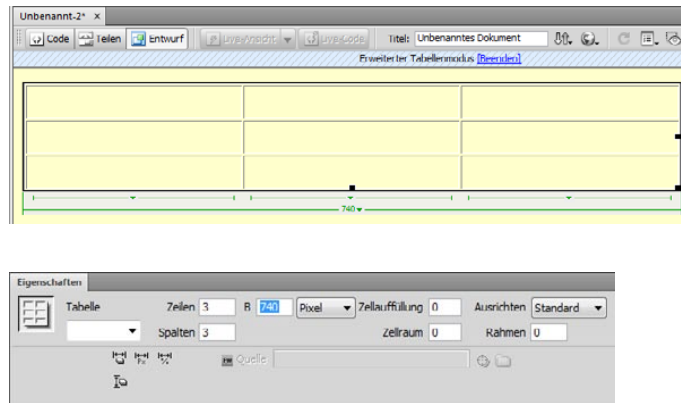 Unbenannt-2* x
Code Teilen Entwurf Live-Ansicht Live-Code Titel: Unbenanntes Dokument
Erweiterter Tabellenmodus [Beenden]
740
Eigenschaften
Tabelle Zeilen 3 B 740 Pixel Zellauffüllung 0 Ausrichten Standard
Spalten 3 Zellraum 0 Rahmen 0
Quelle